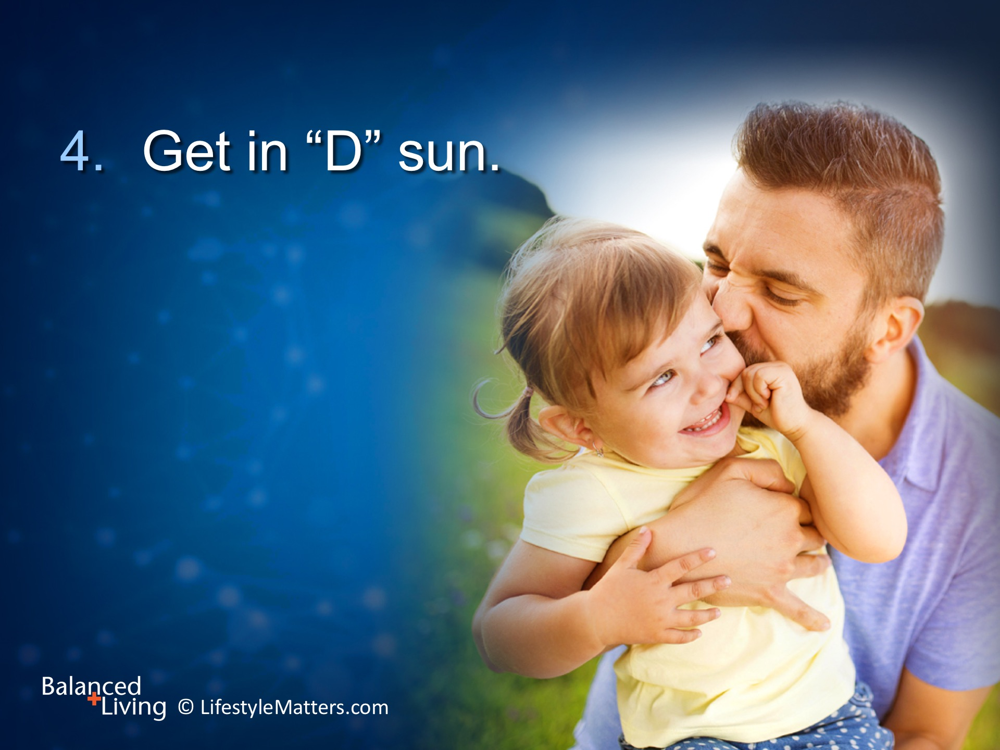 4. Get in “D” sun.
Balanced
Living © LifestyleMatters.com